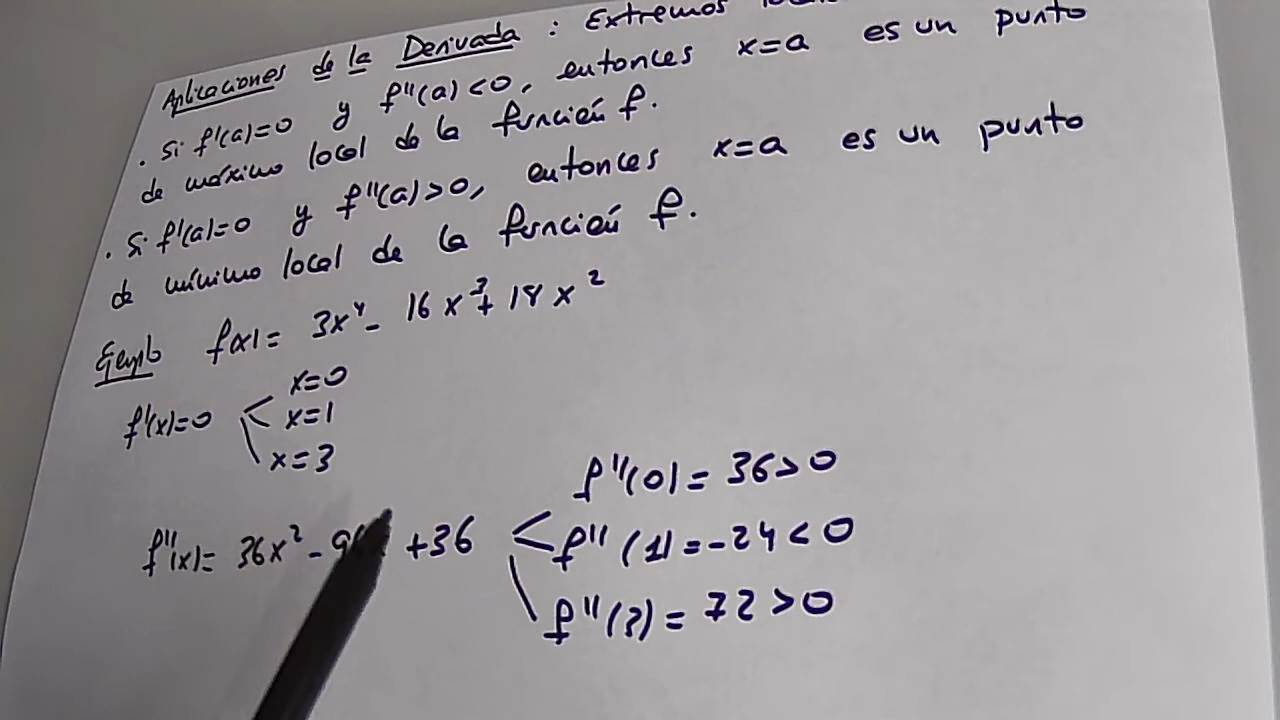 Aplicaciones de la Derivada : Extremos
. Si f'(a)=0 y f''(a)<0, entonces x=a es un punto
de máximo local de la función f.
. Si f'(a)=0 y f''(a)>0, entonces x=a es un punto
de mínimo local de la función f.
Ejemplo f(x)= 3x⁴- 16x³+18x²
f'(x)=0
x=0
x=1
x=3
f''(x)= 36x² - +36
f''(0)= 36>0
f''(1)=-24<0
f''(3)= 72>0